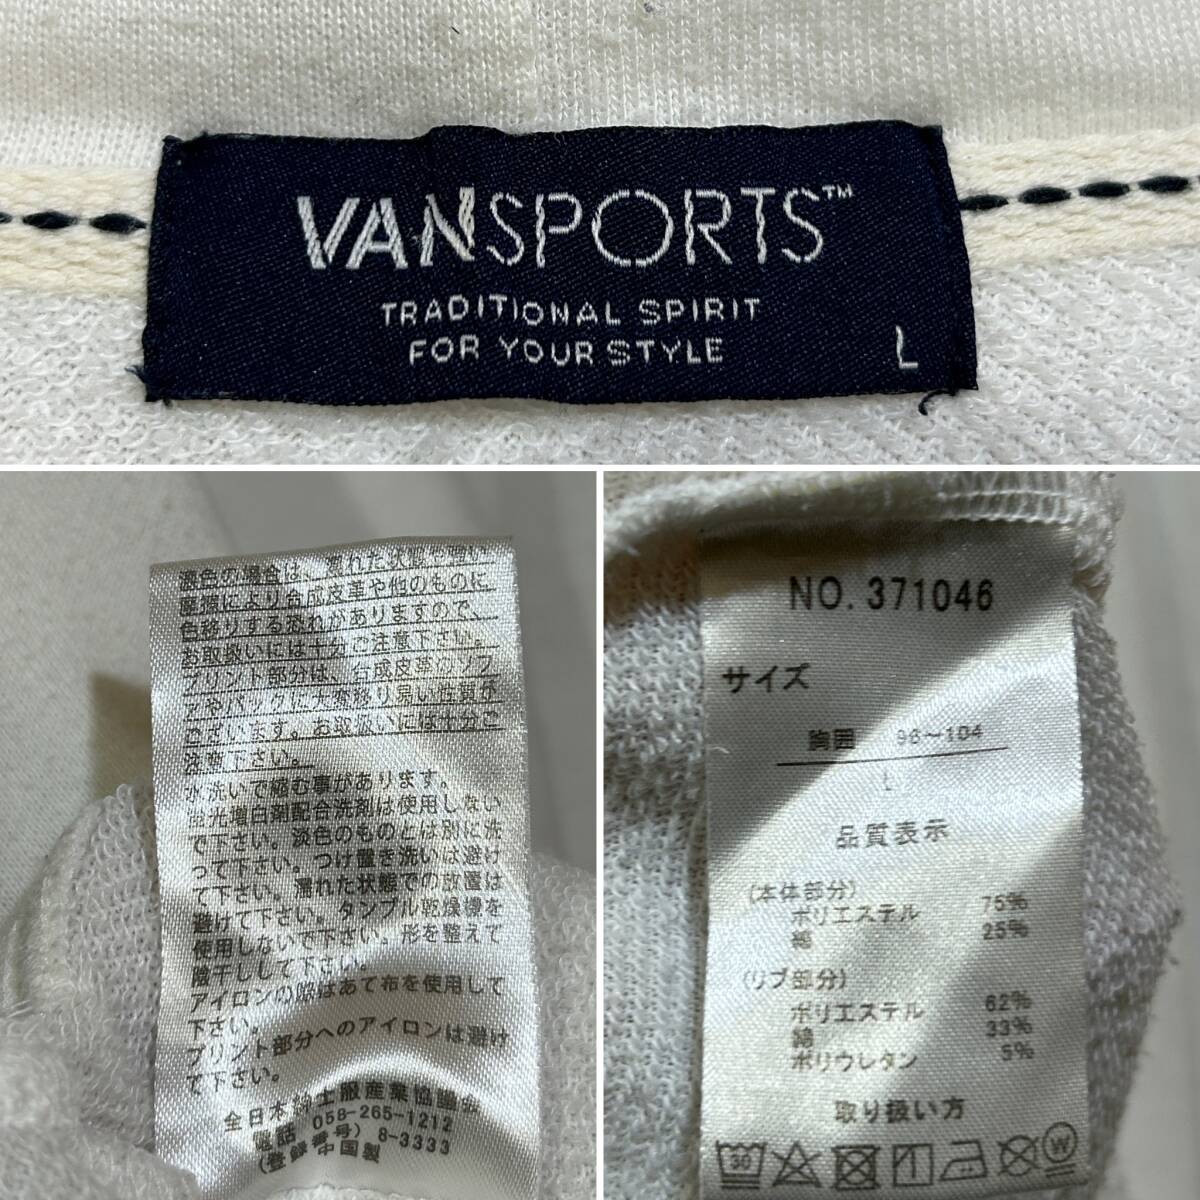 VANSPORTS™
TRADITIONAL SPIRIT
FOR YOUR STYLE
L
濃色の場合は、濡れた状態や強い
摩擦により合成皮革や他のものに
色移りする恐れがありますので、
お取扱いには十分ご注意下さい。
プリント部分は、合成皮革のソファ
ーやバックに大変移り易い性質が
ございます。お取扱いには十分ご
注意下さい。
水洗いで縮む事があります。
蛍光増白剤配合洗剤は使用しない
で下さい。淡色のものとは別に洗
って下さい。つけ置き洗いは避け
て下さい。濡れた状態での放置は
避けて下さい。タンブル乾燥機を
使用しないで下さい。形を整えて
陰干しして下さい。
アイロンの際はあて布を使用して
下さい。
プリント部分へのアイロンは避け
て下さい。
全日本紳士服産業協議会
電話 058-265-1212
(登録番号) 8-3333
中国製
NO. 371046
サイズ
胸囲 96~104
L
品質表示
(本体部分)
ポリエステル 75%
綿 25%
(リブ部分)
ポリエステル 62%
綿 33%
ポリウレタン 5%
取り扱い方
30
W